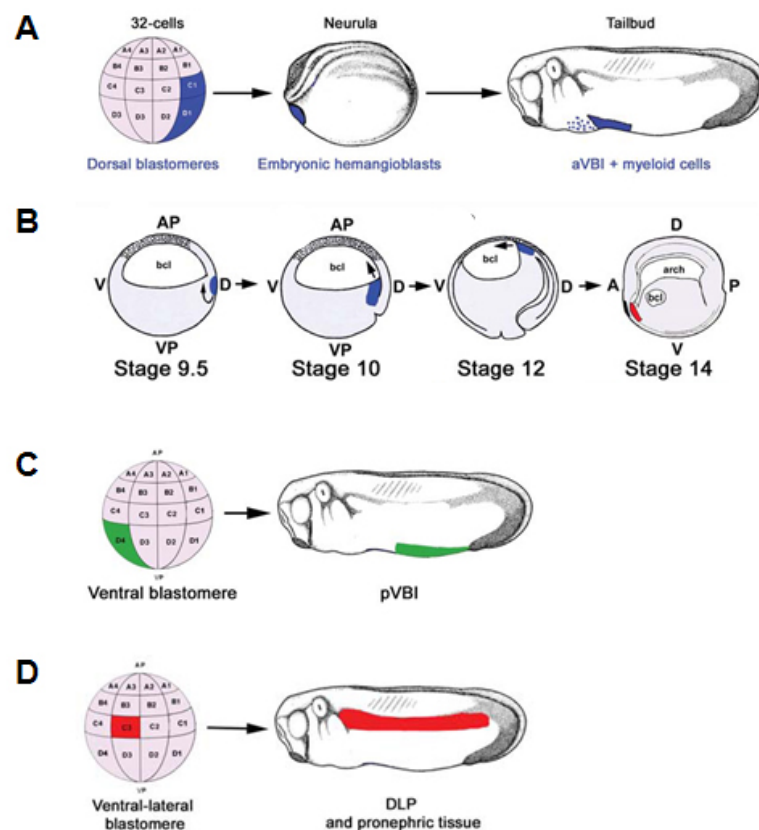 A
32-cells
Neurula
Tailbud
A4 A3 A2 A1
B4 B3 B2 B1
C4 C3 C2 C1
D3 D3 D2 D1
Dorsal blastomeres
Embryonic hemangioblasts
aVBI + myeloid cells
B
AP
AP
D
bcl
bcl
bcl
arch
bcl
V
D
V
D
V
D
A
P
VP
VP
V
Stage 9.5
Stage 10
Stage 12
Stage 14
C
AP
A4 A3 A2 A1
B4 B3 B2 B1
C4 C3 C2 C1
D4 D3 D2 D1
VP
Ventral blastomere
pVBI
D
AP
A4 A3 A2 A1
B4 B3 B2 B1
C4 C3 C2 C1
D4 D3 D2 D1
VP
Ventral-lateral
blastomere
DLP
and pronephric tissue